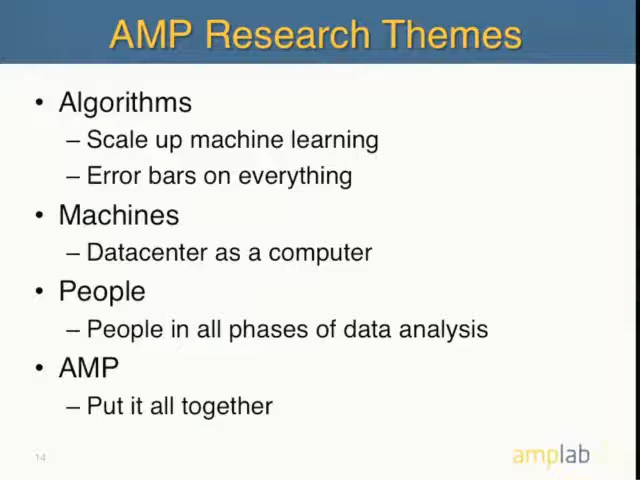 AMP Research Themes
• Algorithms
– Scale up machine learning
– Error bars on everything
• Machines
– Datacenter as a computer
• People
– People in all phases of data analysis
• AMP
– Put it all together
14
amplab